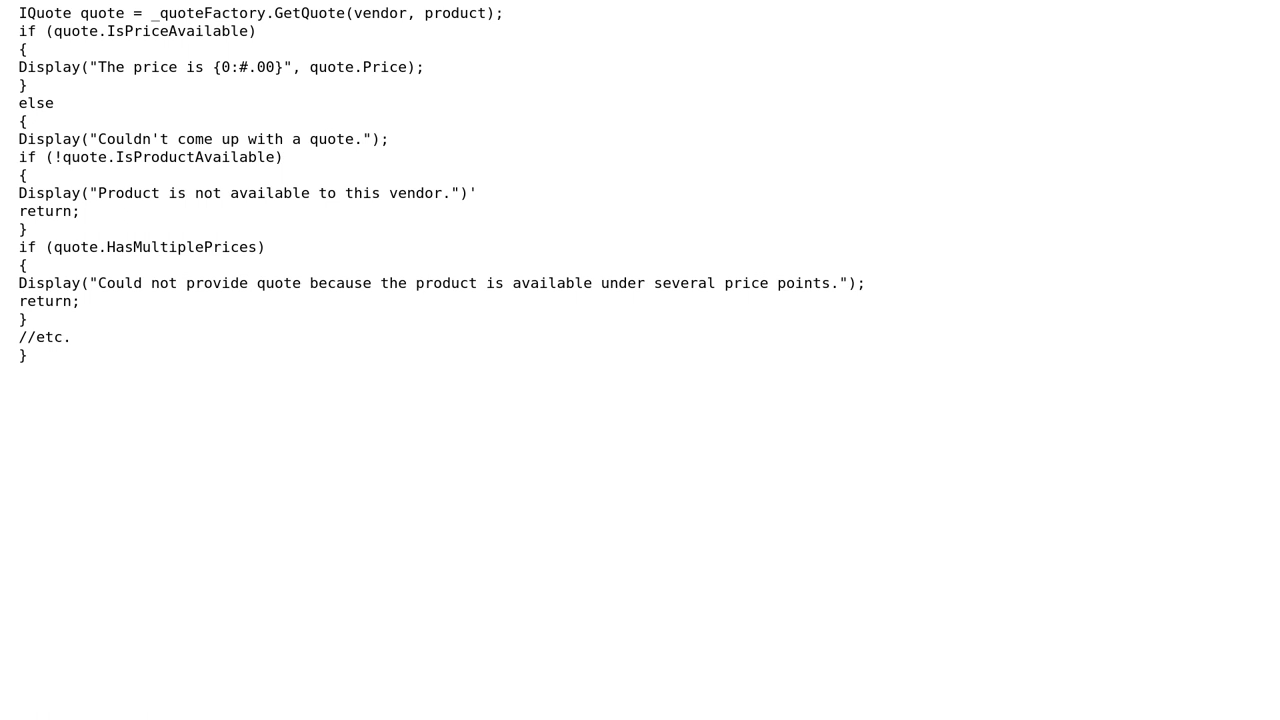 IQuote quote = _quoteFactory.GetQuote(vendor, product);
if (quote.IsPriceAvailable)
{
Display("The price is {0:#.00}", quote.Price);
}
else
{
Display("Couldn't come up with a quote.");
if (!quote.IsProductAvailable)
{
Display("Product is not available to this vendor.")'
return;
}
if (quote.HasMultiplePrices)
{
Display("Could not provide quote because the product is available under several price points.");
return;
}
//etc.
}